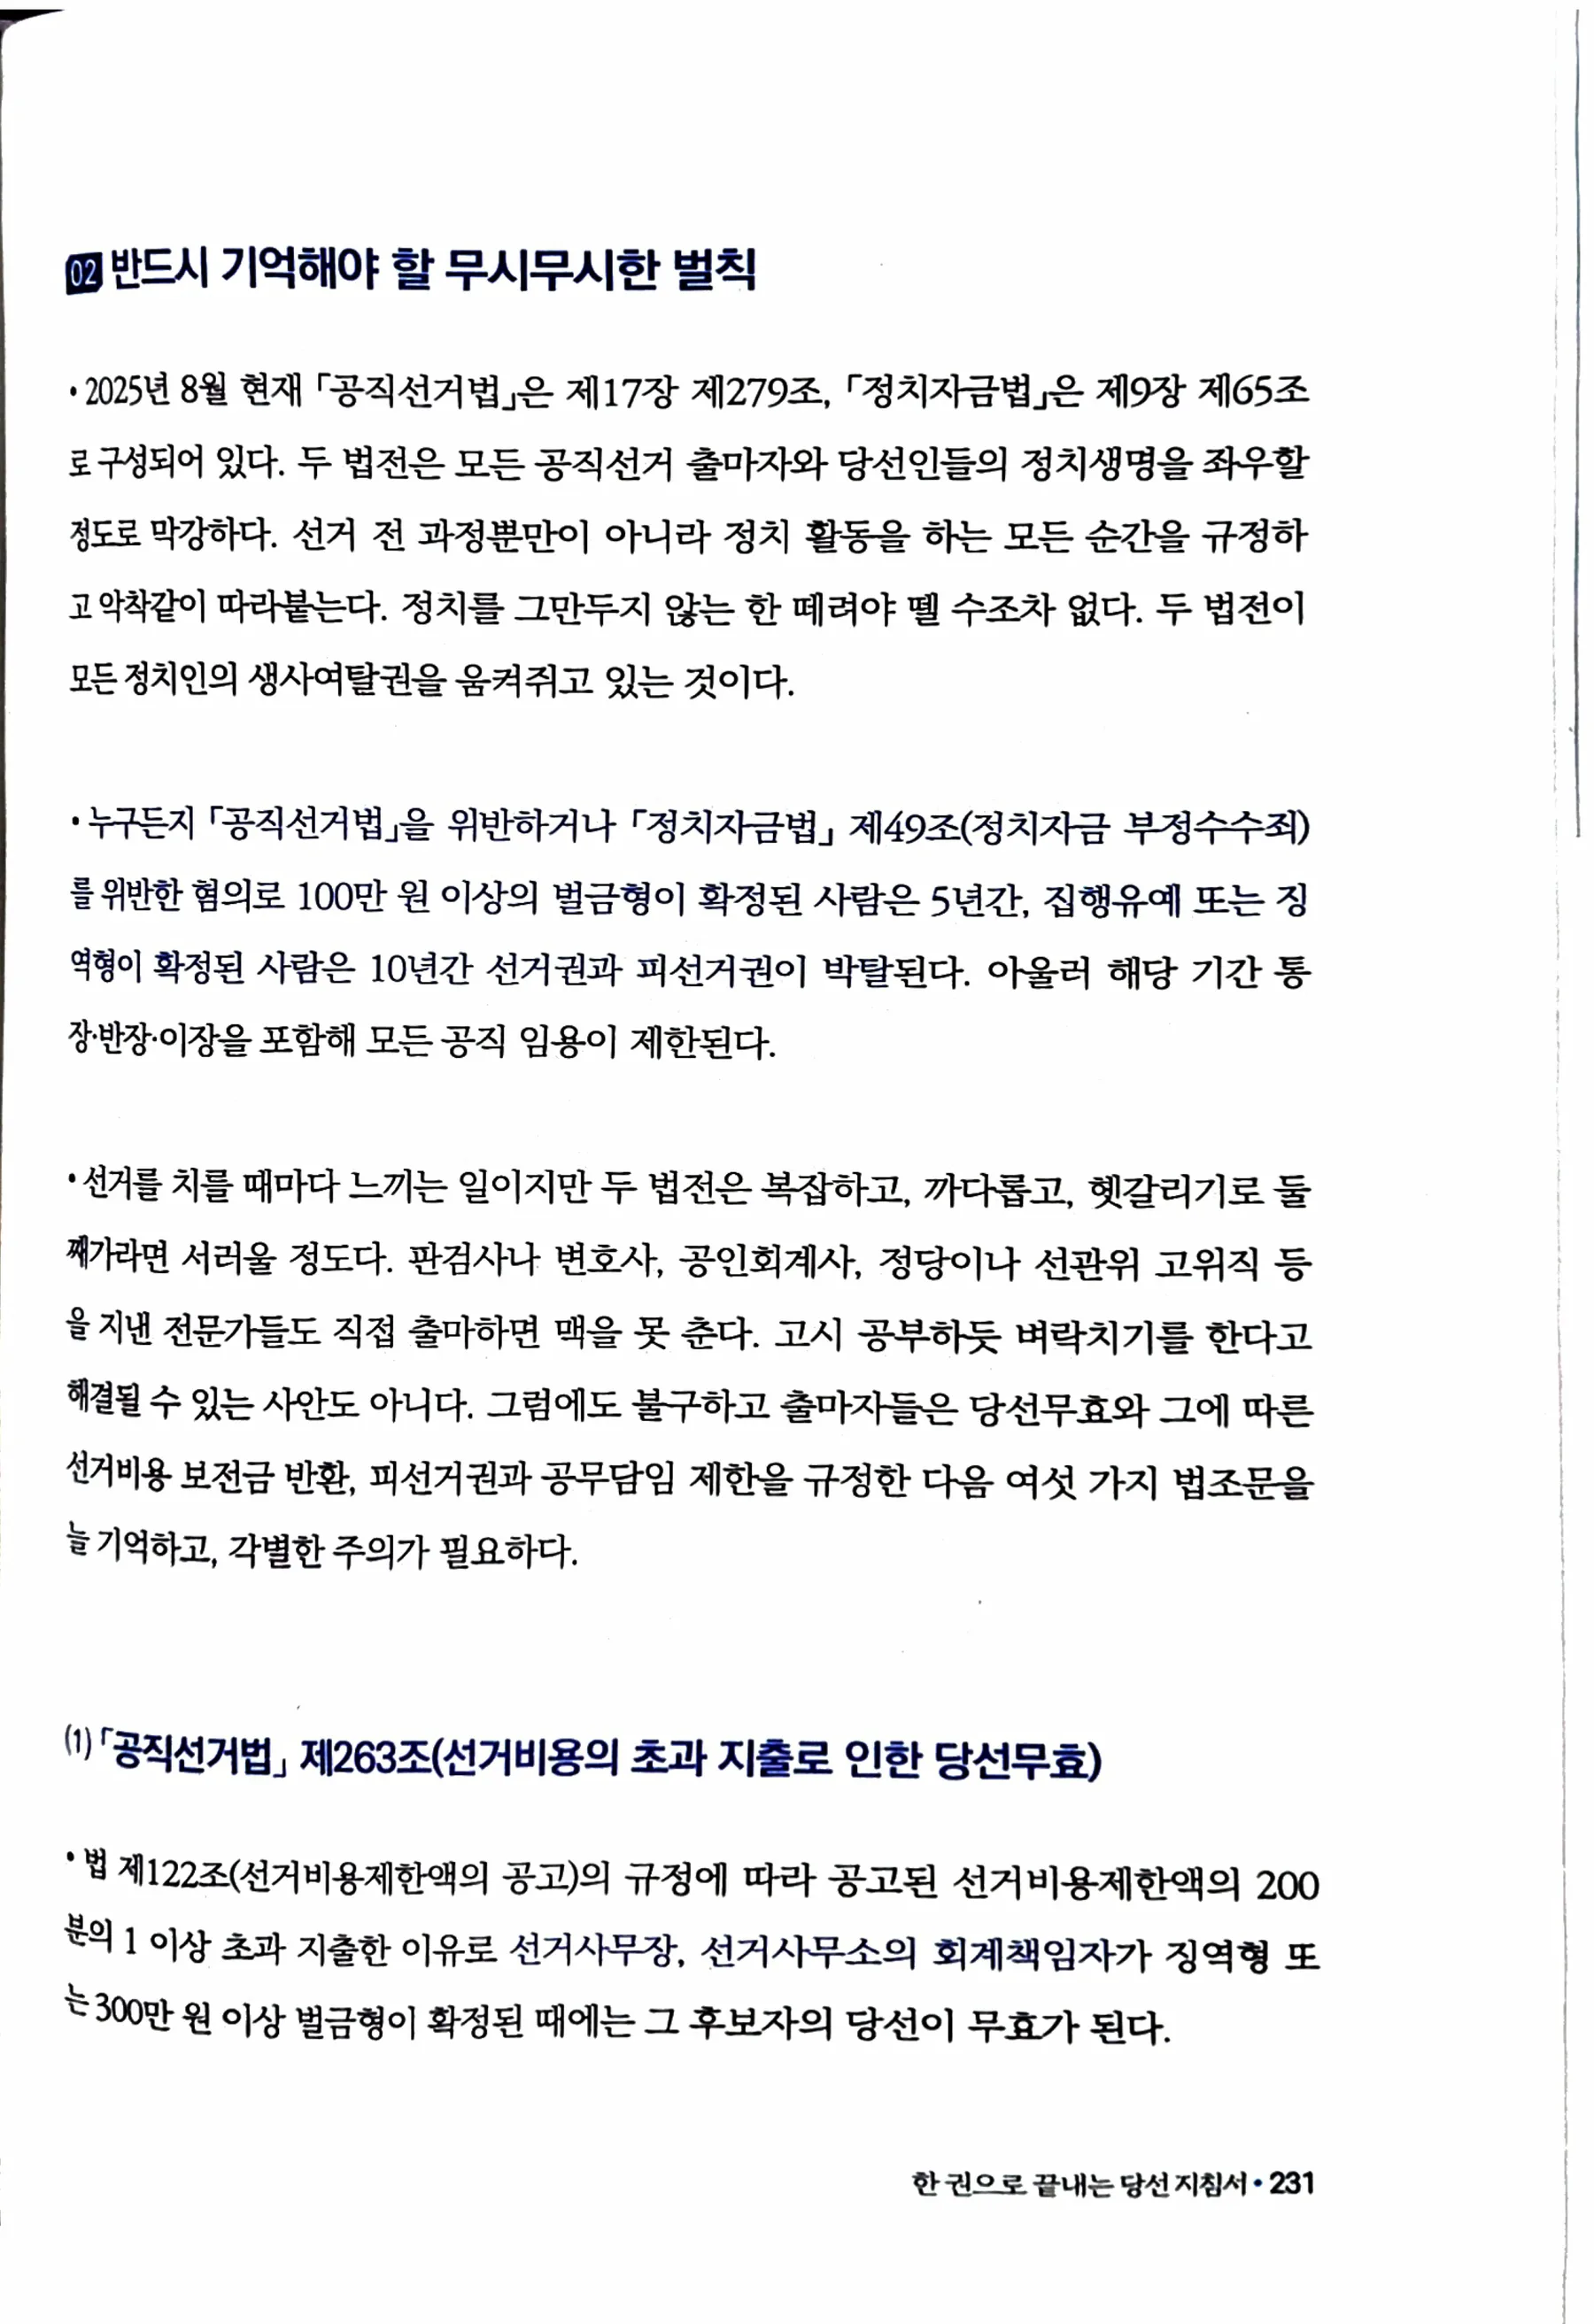 02 반드시 기억해야 할 무시무시한 벌칙
• 2025년 8월 현재 「공직선거법」은 제17장 제279조, 「정치자금법」은 제9장 제65조
로 구성되어 있다. 두 법전은 모든 공직선거 출마자와 당선인들의 정치생명을 좌우할
정도로 막강하다. 선거 전 과정뿐만이 아니라 정치 활동을 하는 모든 순간을 규정하
고 악착같이 따라붙는다. 정치를 그만두지 않는 한 떼려야 뗄 수조차 없다. 두 법전이
모든 정치인의 생사여탈권을 움켜쥐고 있는 것이다.
• 누구든지 「공직선거법」을 위반하거나 「정치자금법」 제49조(정치자금 부정수수죄)
를 위반한 혐의로 100만 원 이상의 벌금형이 확정된 사람은 5년간, 집행유예 또는 징
역형이 확정된 사람은 10년간 선거권과 피선거권이 박탈된다. 아울러 해당 기간 통
장·반장·이장을 포함해 모든 공직 임용이 제한된다.
• 선거를 치를 때마다 느끼는 일이지만 두 법전은 복잡하고, 까다롭고, 헷갈리기로 둘
째가라면 서러울 정도다. 판검사나 변호사, 공인회계사, 정당이나 선관위 고위직 등
을 지낸 전문가들도 직접 출마하면 맥을 못 춘다. 고시 공부하듯 벼락치기를 한다고
해결될 수 있는 사안도 아니다. 그럼에도 불구하고 출마자들은 당선무효와 그에 따른
선거비용 보전금 반환, 피선거권과 공무담임 제한을 규정한 다음 여섯 가지 법조문을
늘 기억하고, 각별한 주의가 필요하다.
(1) 「공직선거법」 제263조(선거비용의 초과 지출로 인한 당선무효)
• 법 제122조(선거비용제한액의 공고)의 규정에 따라 공고된 선거비용제한액의 200
분의 1 이상 초과 지출한 이유로 선거사무장, 선거사무소의 회계책임자가 징역형 또
는 300만 원 이상 벌금형이 확정된 때에는 그 후보자의 당선이 무효가 된다.
한 권으로 끝내는 당선 지침서 • 231